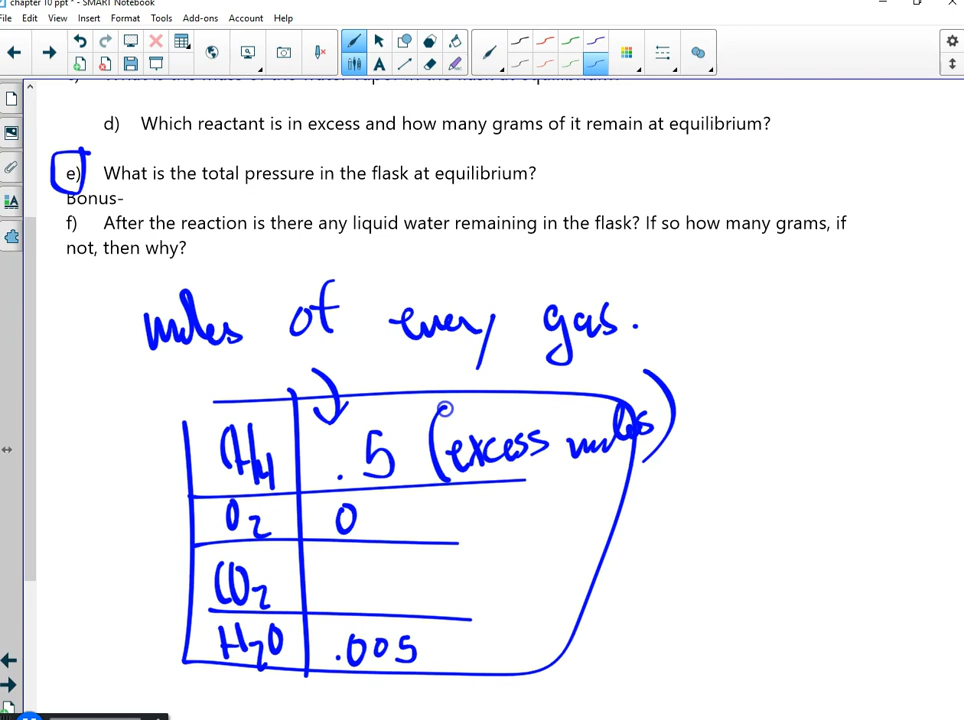 chapter 10 ppt * - SMART Notebook
File Edit View Insert Format Tools Add-ons Account Help
d) Which reactant is in excess and how many grams of it remain at equilibrium?
e) What is the total pressure in the flask at equilibrium?
Bonus-
f) After the reaction is there any liquid water remaining in the flask? If so how many grams, if
not, then why?
moles of every gas.
CH4 .5 (excess moles)
O2 0
CO2
H2O .005